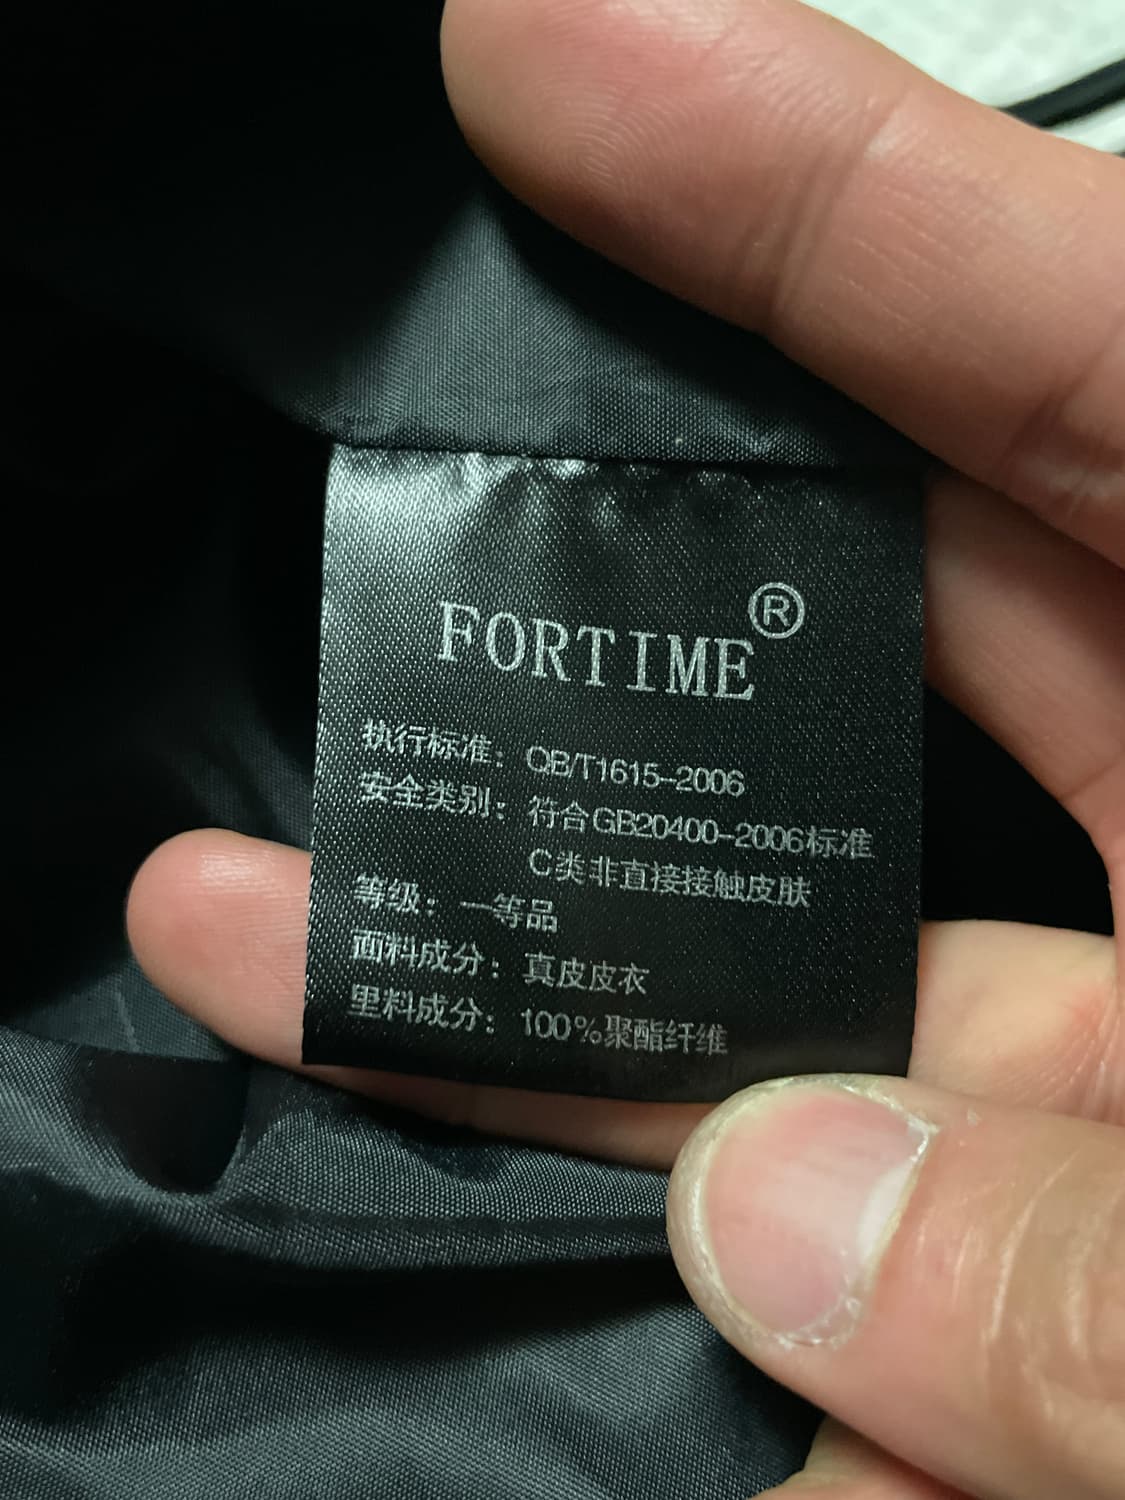 FORTIME®
执行标准：QB/T1615-2006
安全类别：符合GB20400-2006标准
C类非直接接触皮肤
等级：一等品
面料成分：真皮皮衣
里料成分：100%聚酯纤维